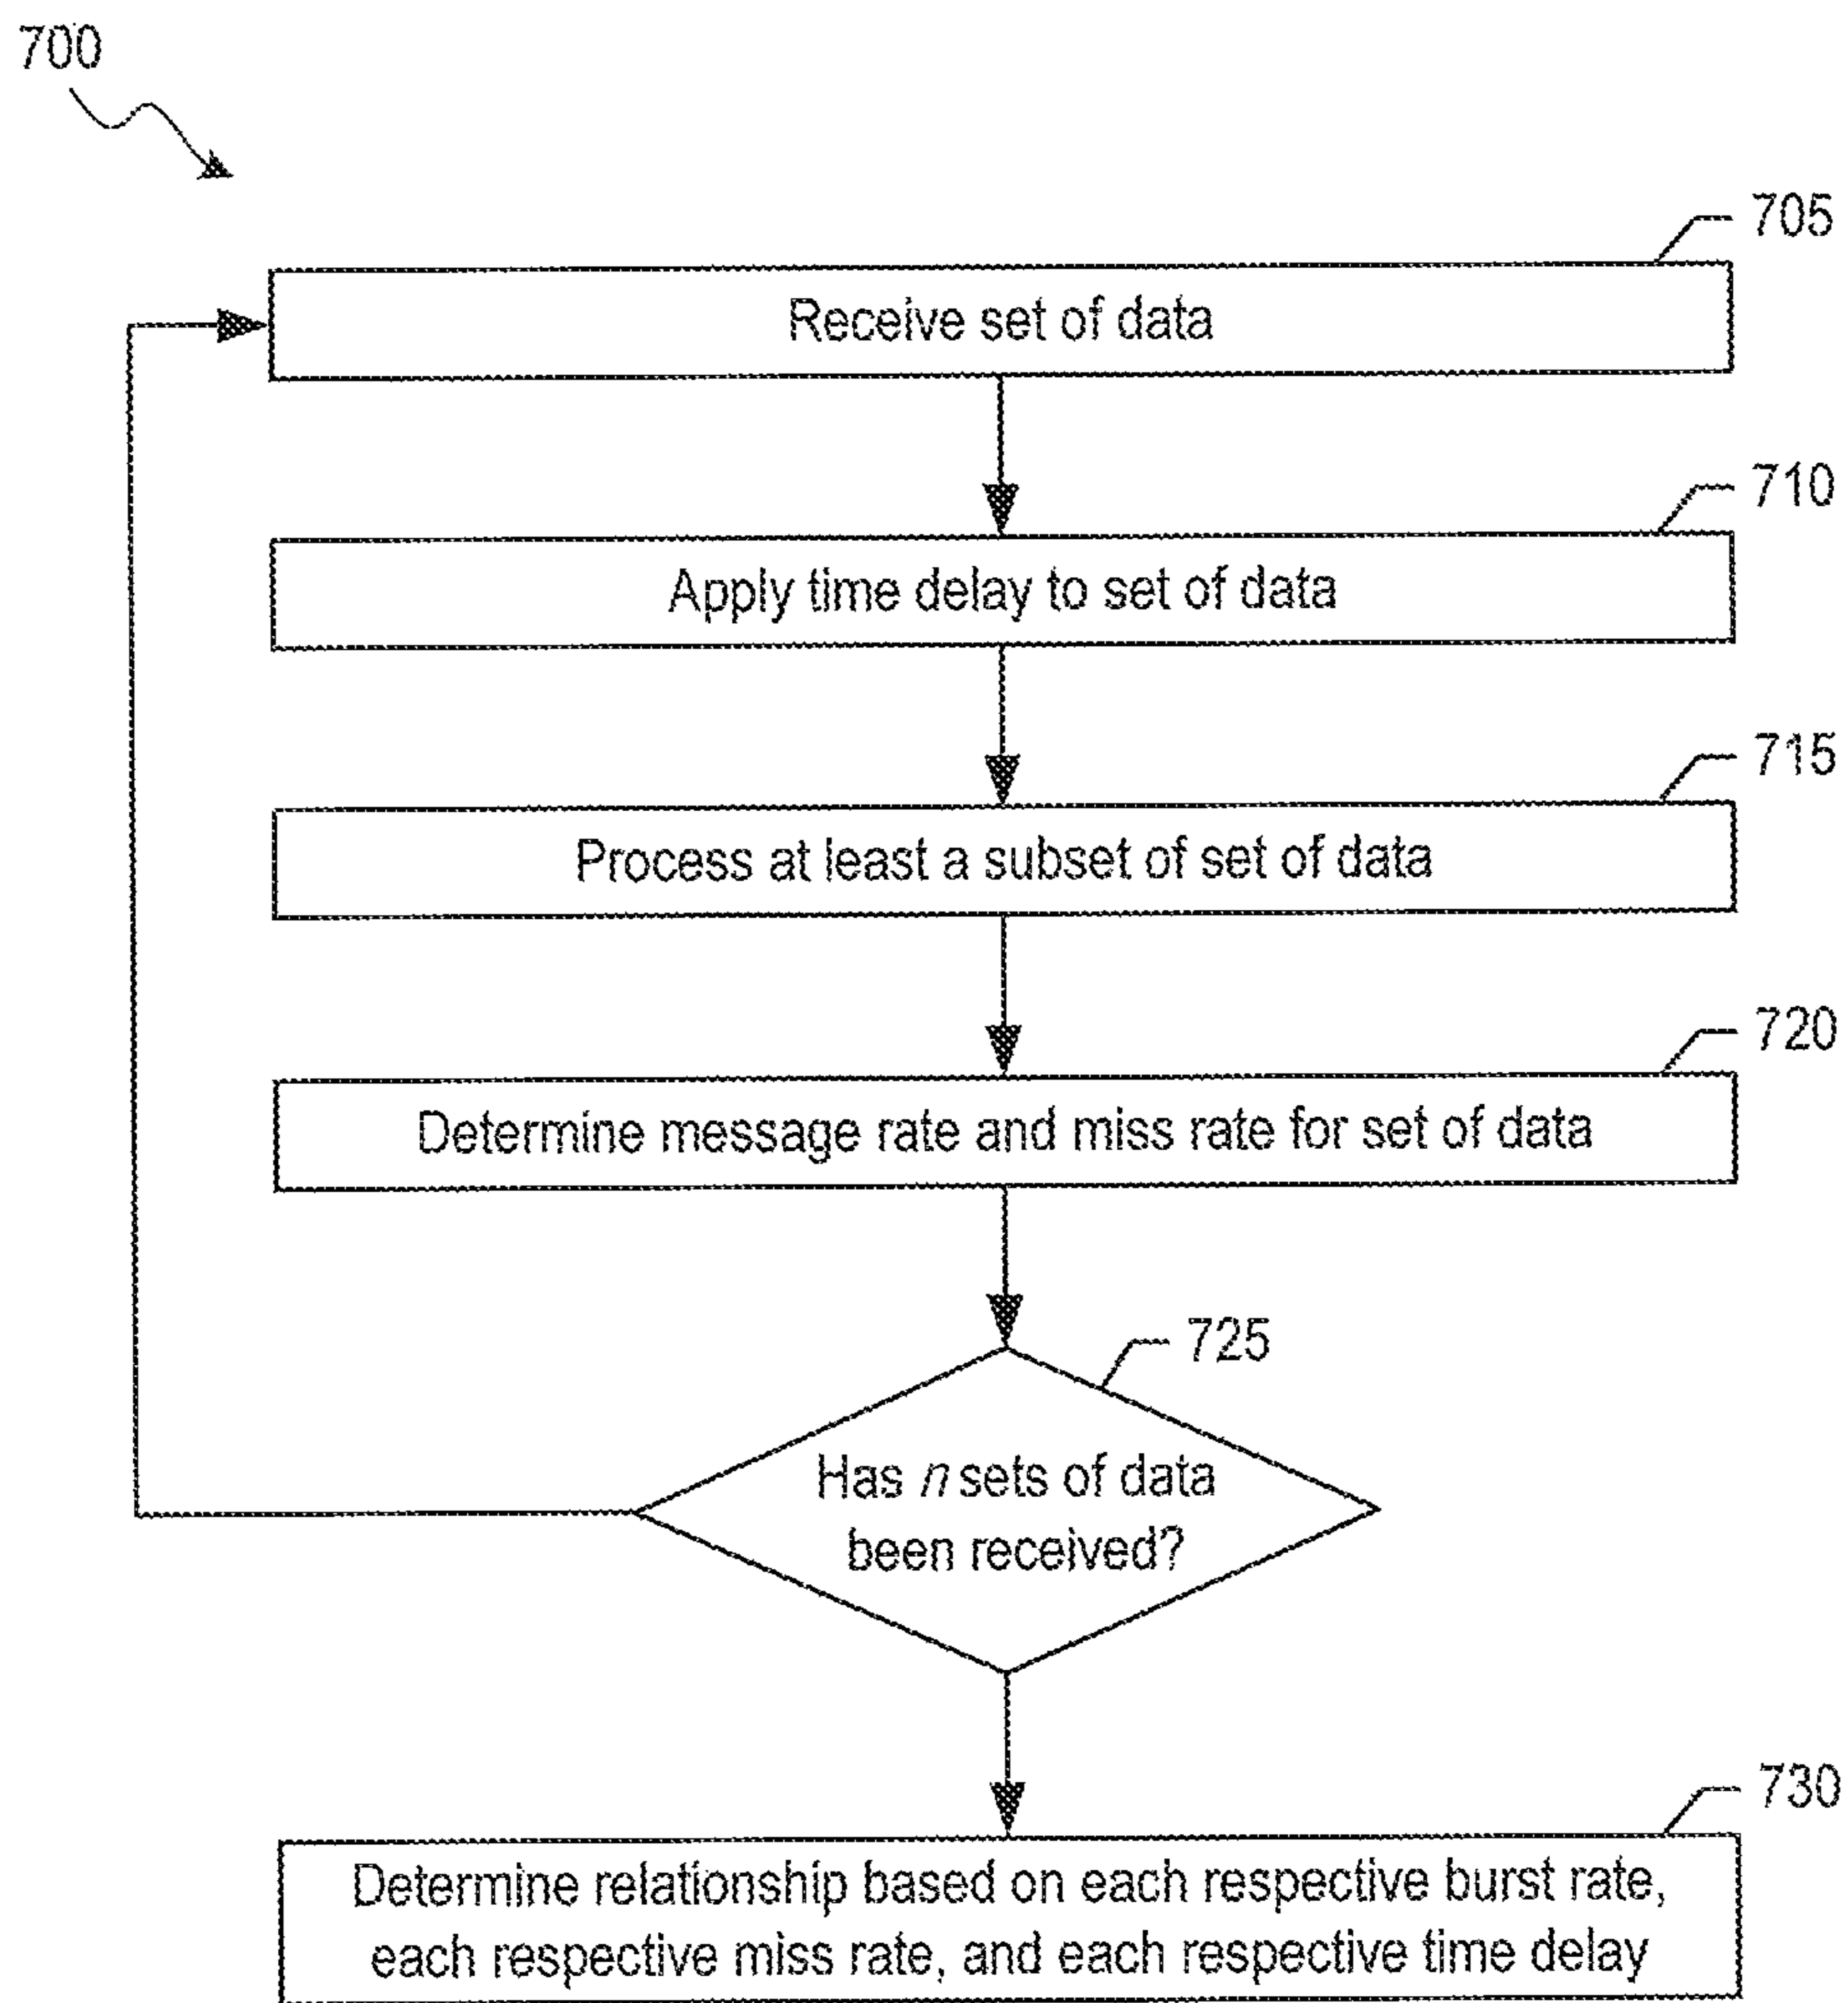 700
705
Receive set of data
710
Apply time delay to set of data
715
Process at least a subset of set of data
720
Determine message rate and miss rate for set of data
725
Has n sets of data
been received?
730
Determine relationship based on each respective burst rate,
each respective miss rate, and each respective time delay